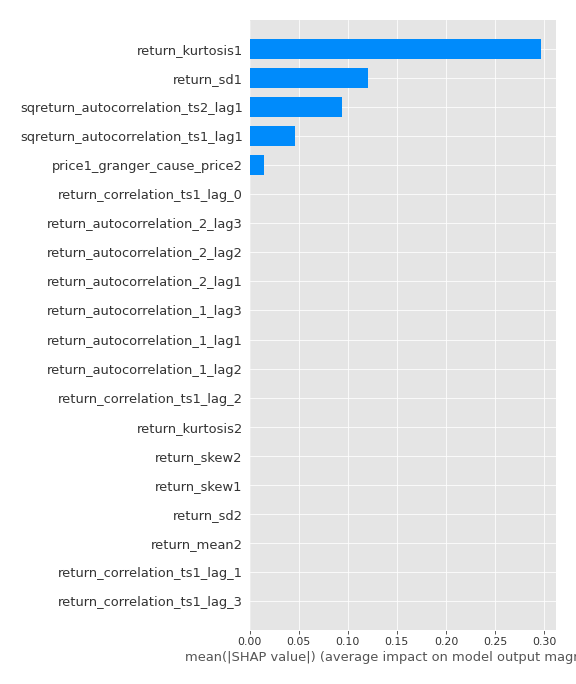 return_kurtosis1
return_sd1
sqreturn_autocorrelation_ts2_lag1
sqreturn_autocorrelation_ts1_lag1
price1_granger_cause_price2
return_correlation_ts1_lag_0
return_autocorrelation_2_lag3
return_autocorrelation_2_lag2
return_autocorrelation_2_lag1
return_autocorrelation_1_lag3
return_autocorrelation_1_lag1
return_autocorrelation_1_lag2
return_correlation_ts1_lag_2
return_kurtosis2
return_skew2
return_skew1
return_sd2
return_mean2
return_correlation_ts1_lag_1
return_correlation_ts1_lag_3
0.00 0.05 0.10 0.15 0.20 0.25 0.30
mean(|SHAP value|) (average impact on model output magn